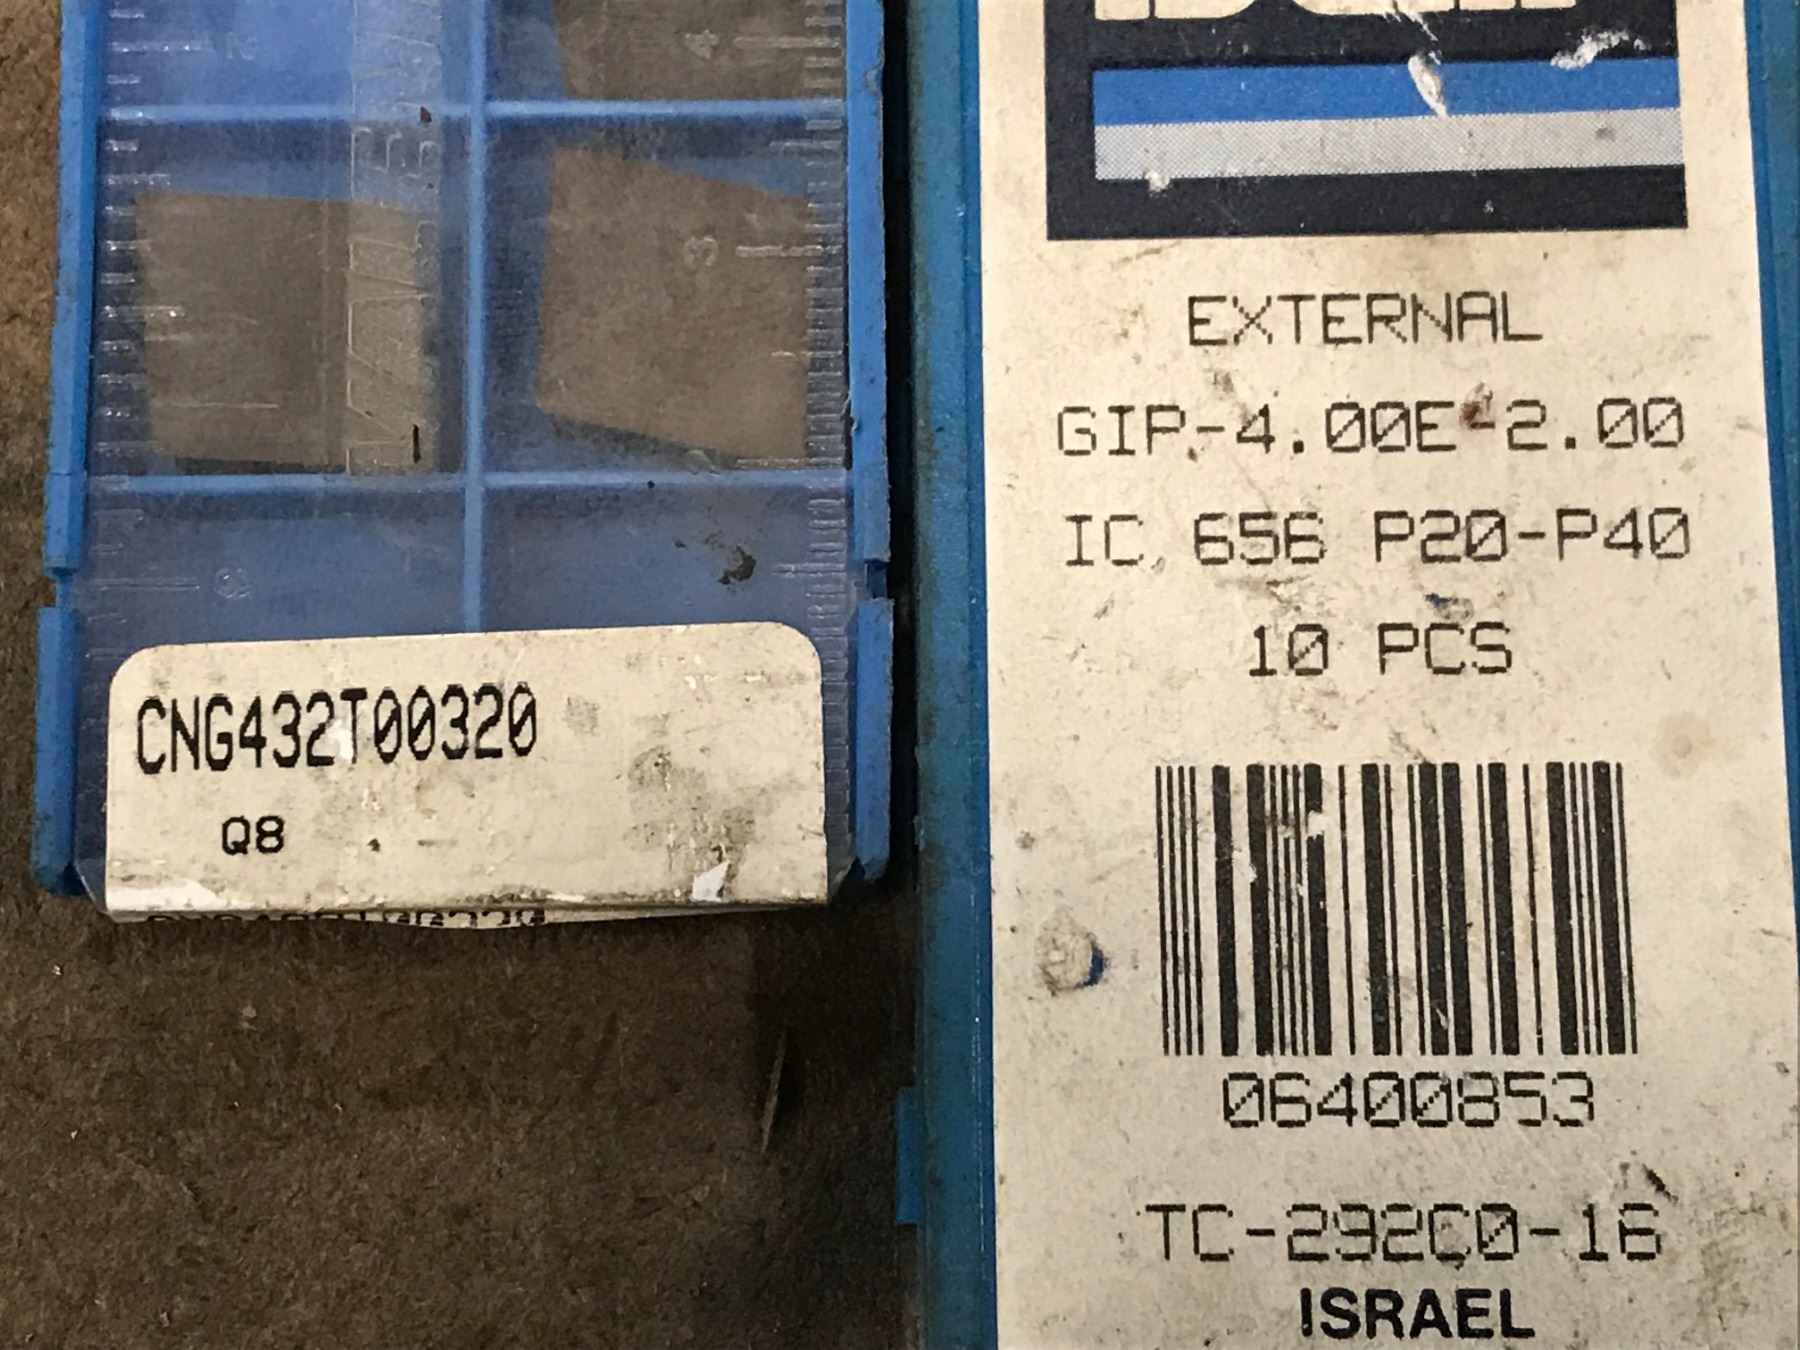 CNG432T00320
Q8
EXTERNAL
GIP-4.00E-2.00
IC 656 P20-P40
10 PCS
06400853
TC-292C0-16
ISRAEL